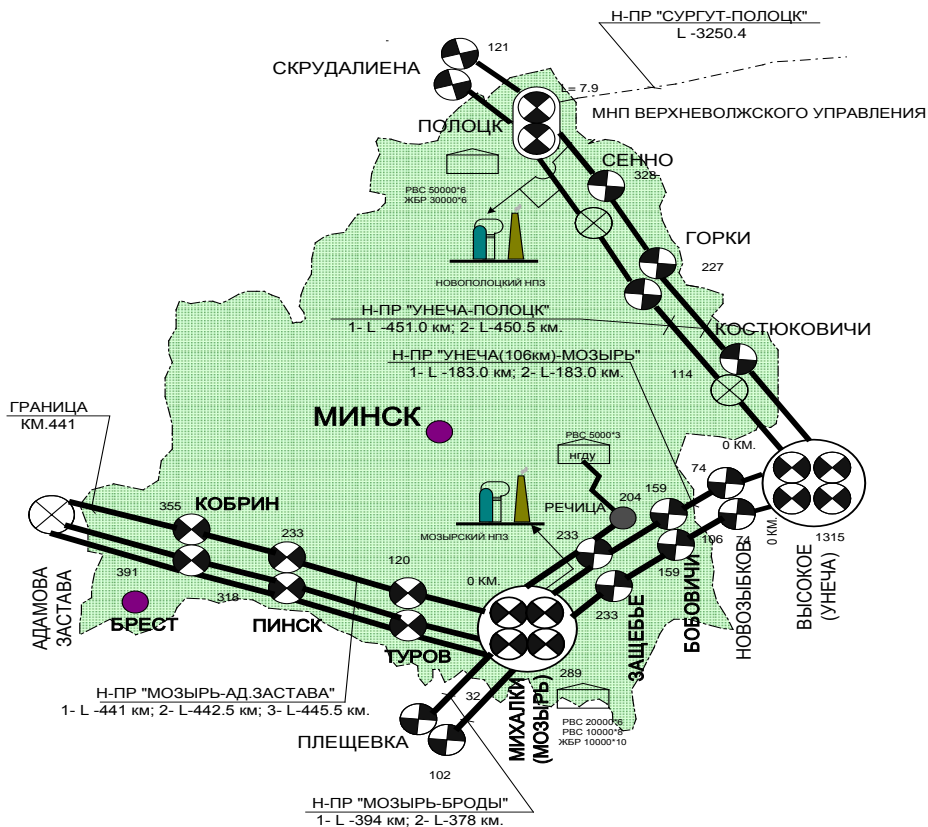 Н-ПР "СУРГУТ-ПОЛОЦК"
L -3250.4
121
СКРУДАЛИЕНА
L= 7.9
МНП ВЕРХНЕВОЛЖСКОГО УПРАВЛЕНИЯ
ПОЛОЦК
СЕННО
328
РВС 50000*6
ЖБР 30000*6
ГОРКИ
227
НОВОПОЛОЦКИЙ НПЗ
Н-ПР "УНЕЧА-ПОЛОЦК"
1- L -451.0 км; 2- L-450.5 км.
КОСТЮКОВИЧИ
Н-ПР "УНЕЧА(106км)-МОЗЫРЬ"
1- L -183.0 км; 2- L-183.0 км.
114
ГРАНИЦА
КМ.441
МИНСК
РВС 5000*3
нгду
0 КМ.
74
159
КОБРИН
355
РЕЧИЦА
204
233
МОЗЫРСКИЙ НПЗ
233
106
74
0 КМ.
1315
120
0 КМ.
159
АДАМОВА
ЗАСТАВА
391
318
БРЕСТ
ПИНСК
ТУРОВ
233
ЗАЩЕБЬЕ
БОБОВИЧИ
НОВОЗЫБКОВ
ВЫСОКОЕ
(УНЕЧА)
289
МИХАЛКИ
(МОЗЫРЬ)
Н-ПР "МОЗЫРЬ-АД.ЗАСТАВА"
1- L -441 км; 2- L-442.5 км; 3- L-445.5 км.
32
РВС 20000*6
РВС 10000*8
ЖБР 10000*10
ПЛЕЩЕВКА
102
Н-ПР "МОЗЫРЬ-БРОДЫ"
1- L -394 км; 2- L-378 км.